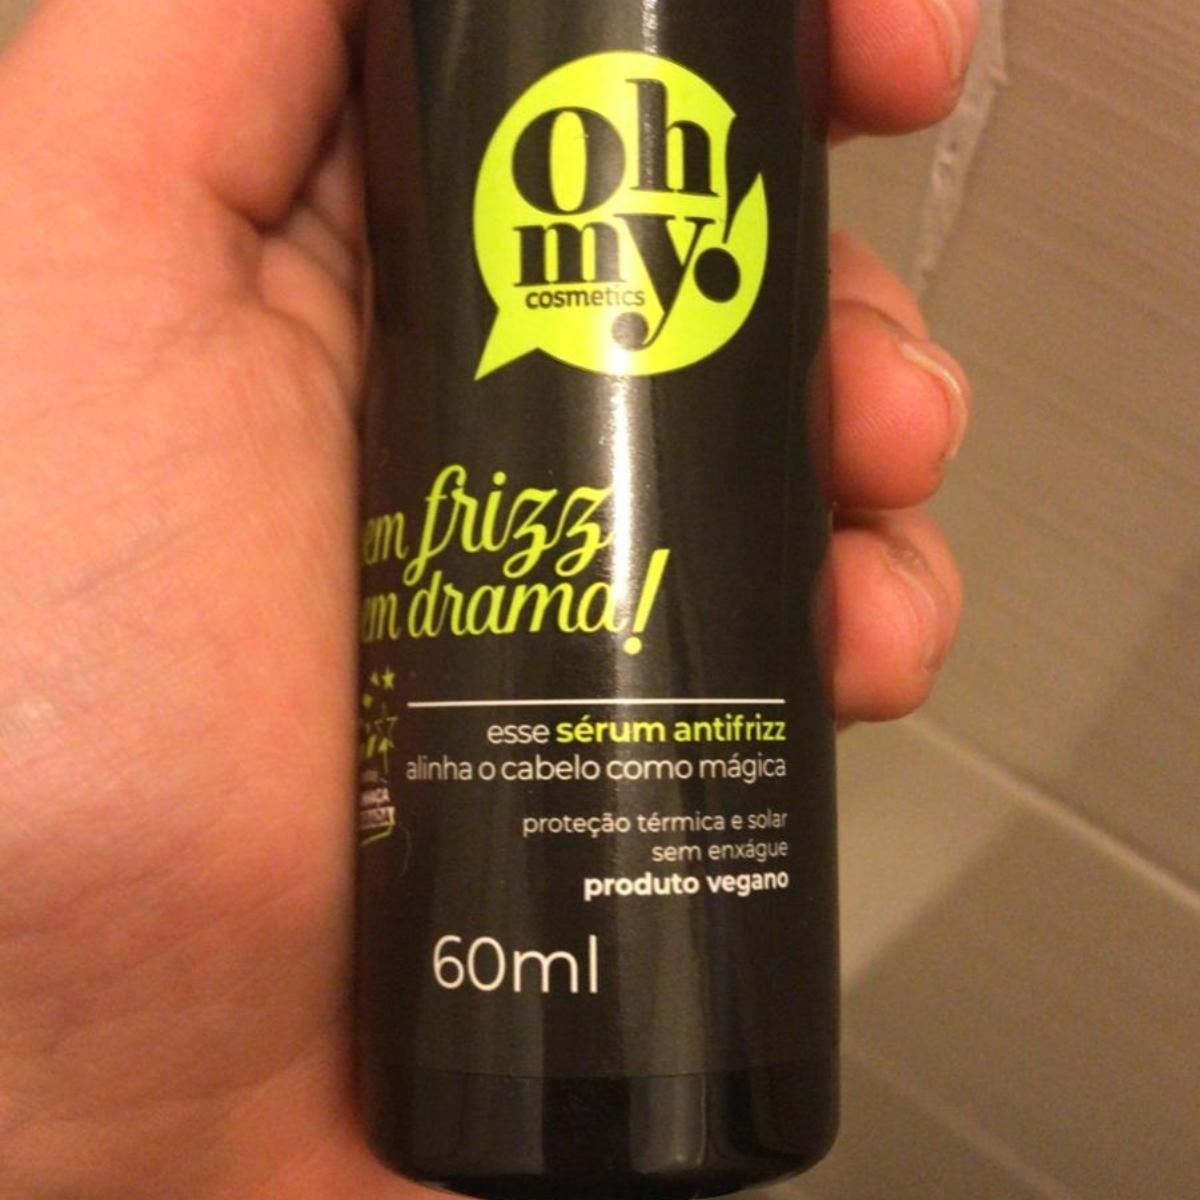 Oh
my!
cosmetics
em frizz
em drama!
esse sérum antifrizz
alinha o cabelo como mágica
proteção térmica e solar
sem enxágue
produto vegano
60ml